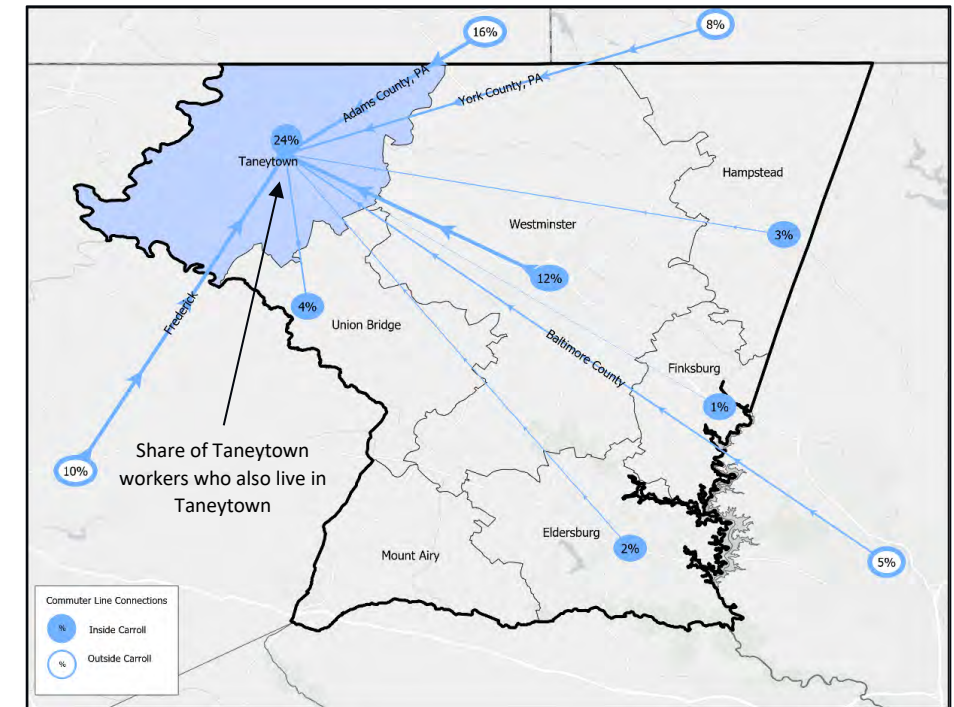 16%
8%
Adams County, PA
York County, PA
24%
Taneytown
Hampstead
Westminster
3%
12%
Frederick
4%
Union Bridge
Baltimore County
Finksburg
1%
10%
Share of Taneytown
workers who also live in
Taneytown
Eldersburg
2%
Mount Airy
5%
Commuter Line Connections
% Inside Carroll
% Outside Carroll